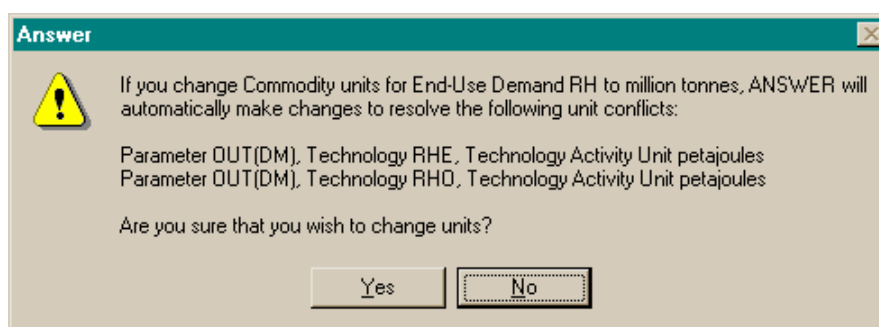 Answer
If you change Commodity units for End-Use Demand RH to million tonnes, ANSWER will
automatically make changes to resolve the following unit conflicts:
Parameter OUT(DM), Technology RHE, Technology Activity Unit petajoules
Parameter OUT(DM), Technology RHO, Technology Activity Unit petajoules
Are you sure that you wish to change units?
Yes
No